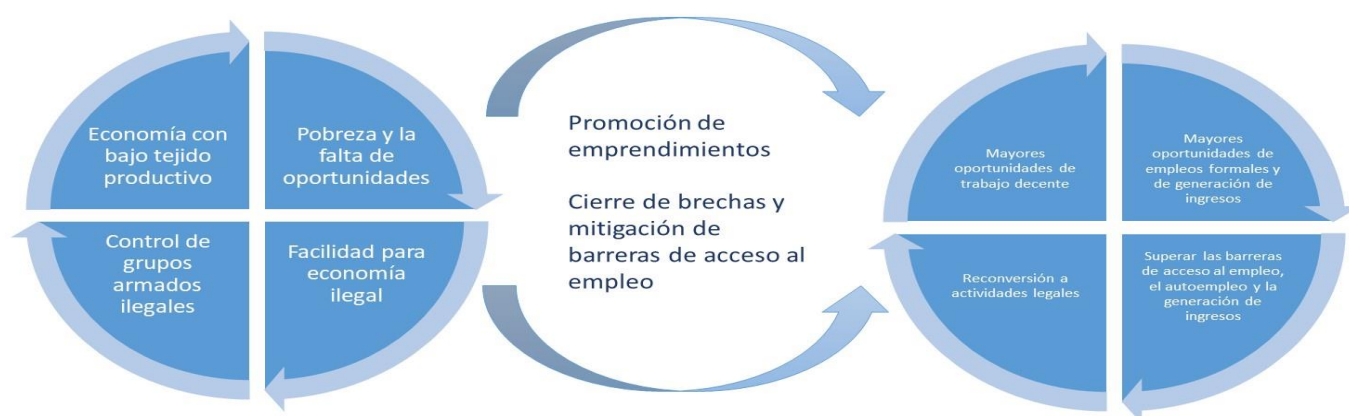 Economía con
bajo tejido
productivo
Pobreza y la
falta de
oportunidades
Control de
grupos
armados
ilegales
Facilidad para
economía
ilegal
Promoción de
emprendimientos
Cierre de brechas y
mitigación de
barreras de acceso al
empleo
Mayores
oportunidades de
trabajo decente
Mayores
oportunidades de
empleos formales y
de generación de
ingresos
Reconversión a
actividades legales
Superar las barreras
de acceso al empleo,
el autoempleo y la
generación de
ingresos